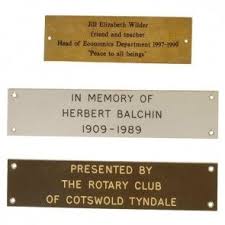 Jill Elizabeth Wilder
friend and teacher
Head of Economics Department 1997-1999
"Peace to all beings"
IN MEMORY OF
HERBERT BALCHIN
1909-1989
PRESENTED BY
THE ROTARY CLUB
OF COTSWOLD TYNDALE